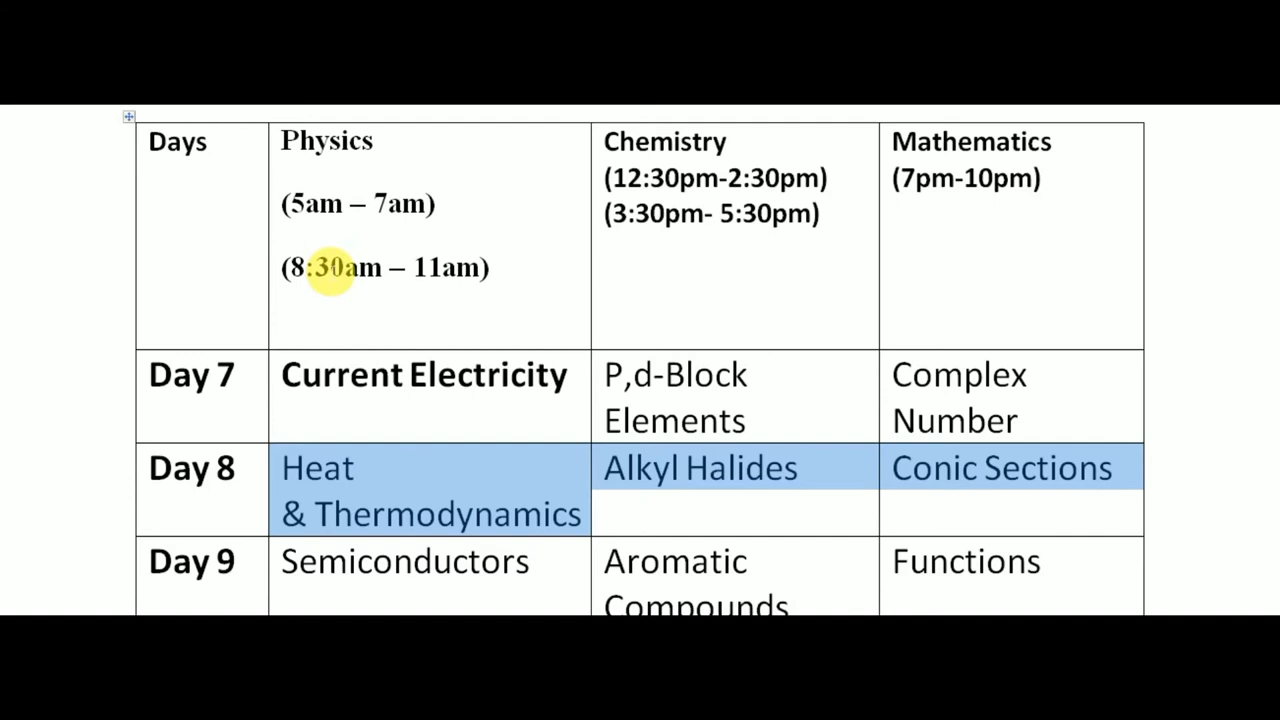 Days
Physics
(5am – 7am)
(8:30am – 11am)
Chemistry
(12:30pm-2:30pm)
(3:30pm- 5:30pm)
Mathematics
(7pm-10pm)
Day 7
Current Electricity
P,d-Block
Elements
Complex
Number
Day 8
Heat
& Thermodynamics
Alkyl Halides
Conic Sections
Day 9
Semiconductors
Aromatic
Compounds
Functions